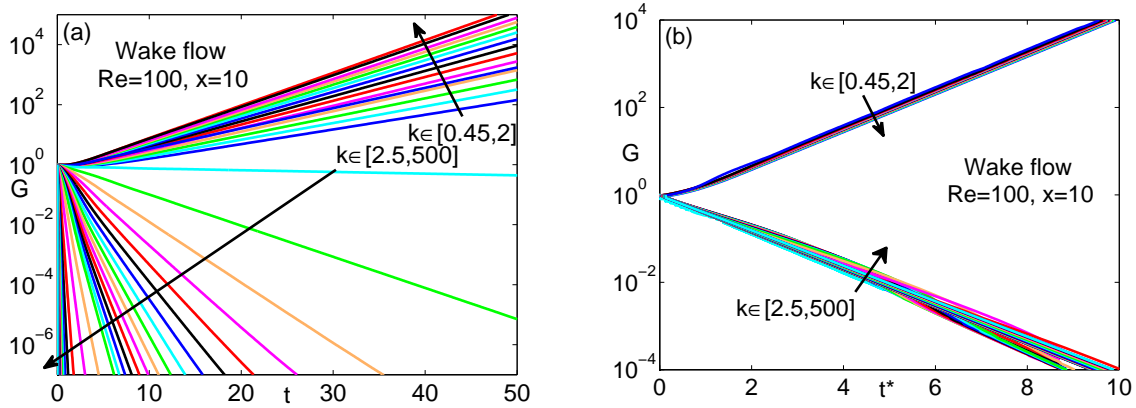 (a)
Wake flow
Re=100, x=10
k∈[0.45,2]
k∈[2.5,500]
10^4
10^2
10^0
G
10^-2
10^-4
10^-6
0 10 20 30 40 50
t
(b)
k∈[0.45,2]
Wake flow
Re=100, x=10
k∈[2.5,500]
10^4
10^2
G
10^0
10^-2
10^-4
0 2 4 6 8 10
t*